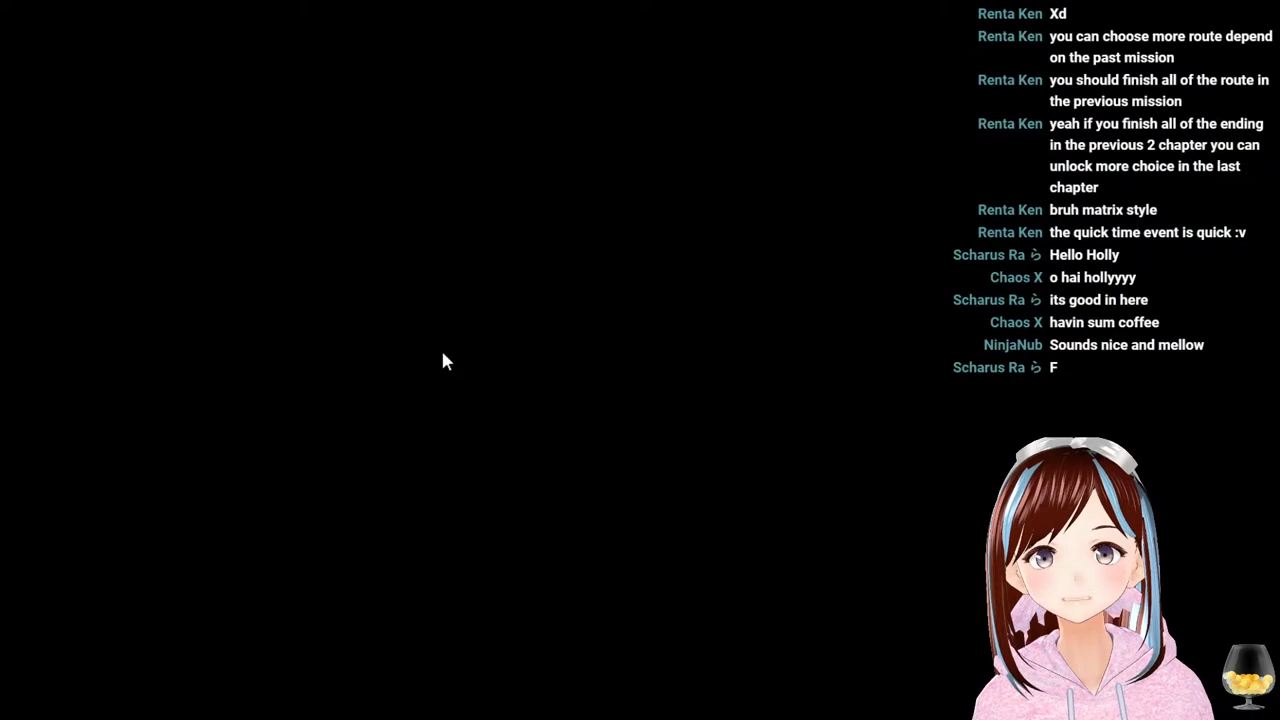 Renta Ken Xd
Renta Ken you can choose more route depend
on the past mission
Renta Ken you should finish all of the route in
the previous mission
Renta Ken yeah if you finish all of the ending
in the previous 2 chapter you can
unlock more choice in the last
chapter
Renta Ken bruh matrix style
Renta Ken the quick time event is quick :v
Scharus Ra ら Hello Holly
Chaos X o hai hollyyyy
Scharus Ra ら its good in here
Chaos X havin sum coffee
NinjaNub Sounds nice and mellow
Scharus Ra ら F